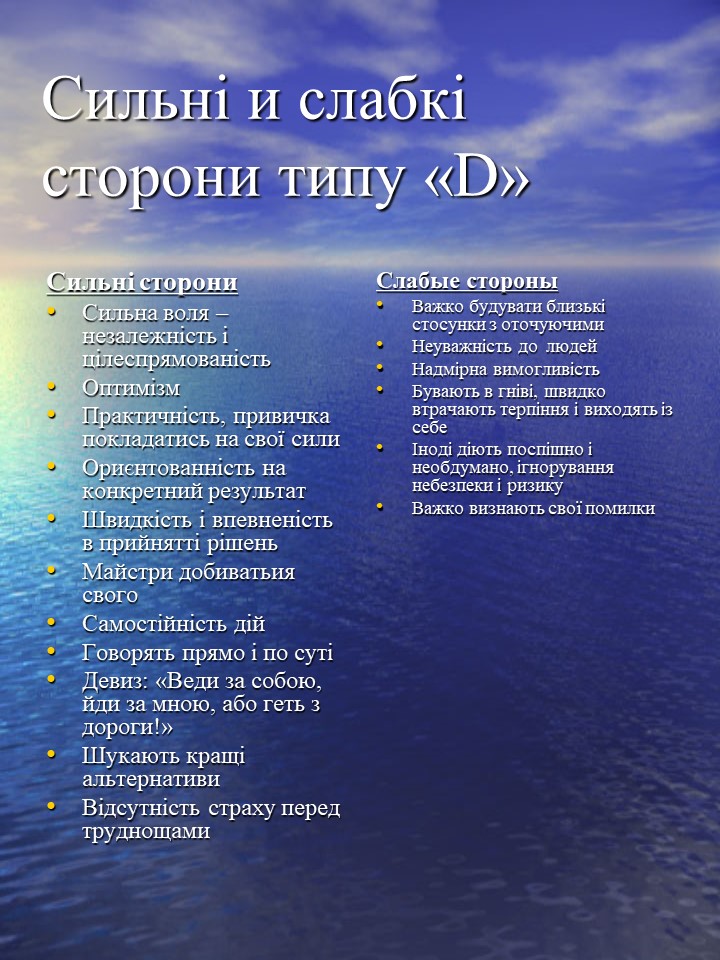 Сильні и слабкі
сторони типу «D»
Сильні сторони
• Сильна воля –
незалежність і
цілеспрямованість
• Оптимізм
• Практичність, привичка
покладатись на свої сили
• Ориєнтованність на
конкретний результат
• Швидкість і впевненість
в прийнятті рішень
• Майстри добиватьия
свого
• Самостійність дій
• Говорять прямо і по суті
• Девиз: «Веди за собою,
йди за мною, або геть з
дороги!»
• Шукають кращі
альтернативи
• Відсутність страху перед
труднощами
Слабые стороны
• Важко будувати близькі
стосунки з оточуючими
• Неуважність до людей
• Надмірна вимогливість
• Бувають в гніві, швидко
втрачають терпіння і виходять із
себе
• Іноді діють поспішно і
необдумано, ігнорування
небезпеки і ризику
• Важко визнають свої помилки